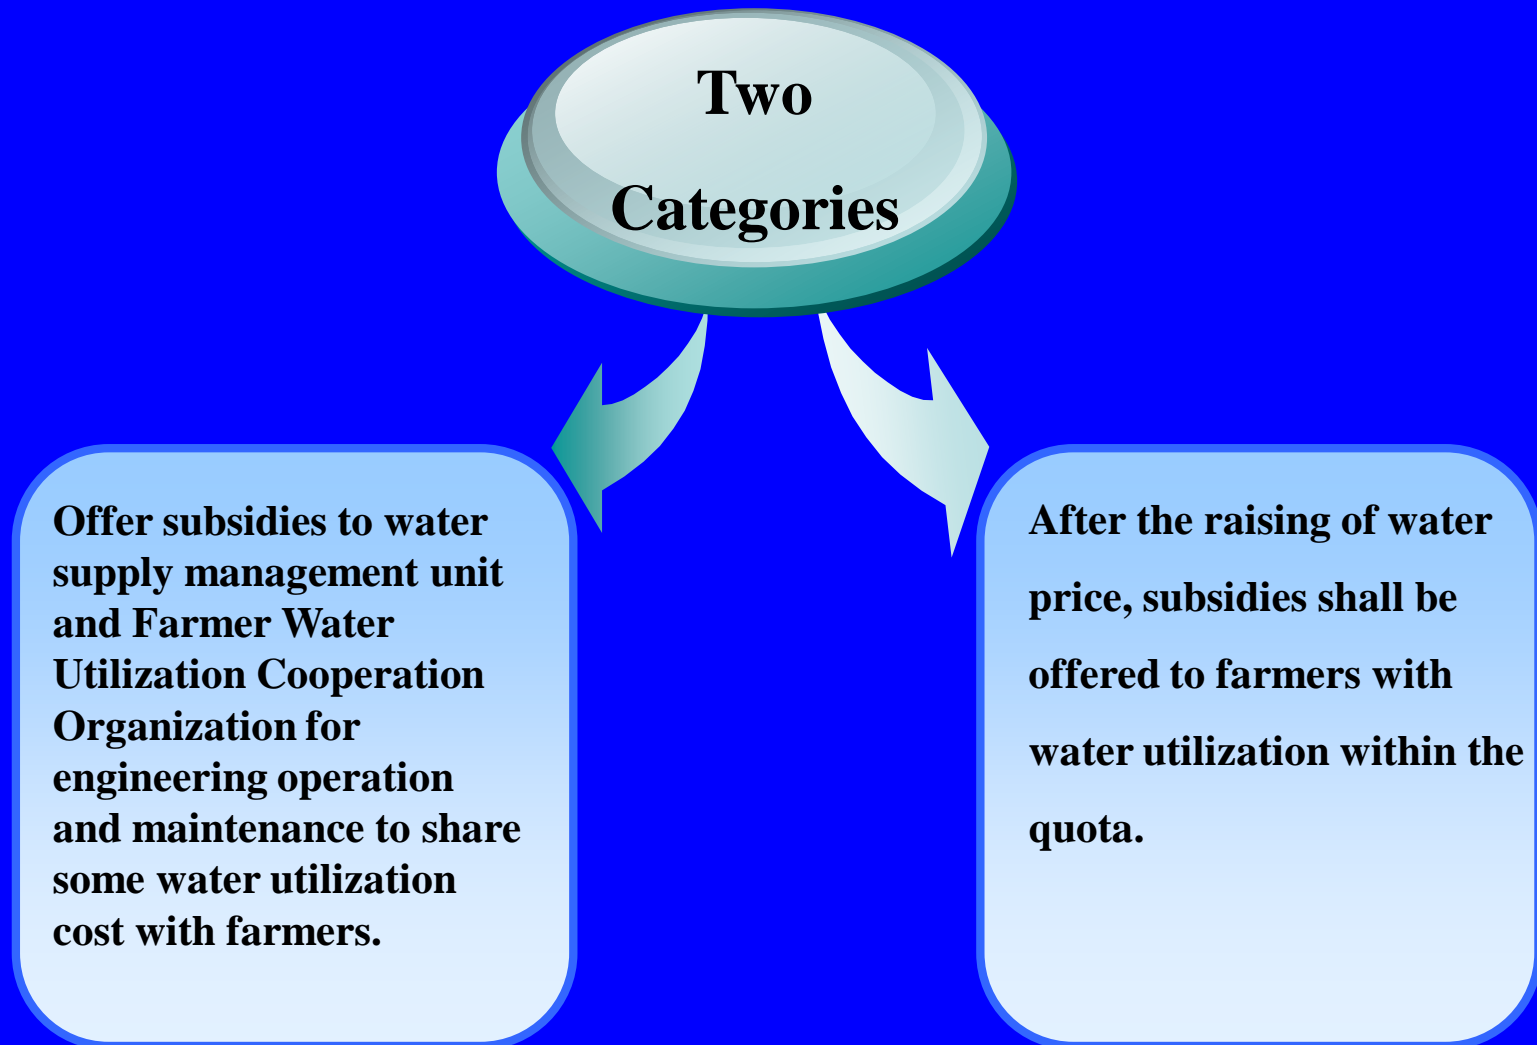 Two
Categories
Offer subsidies to water
supply management unit
and Farmer Water
Utilization Cooperation
Organization for
engineering operation
and maintenance to share
some water utilization
cost with farmers.
After the raising of water
price, subsidies shall be
offered to farmers with
water utilization within the
quota.